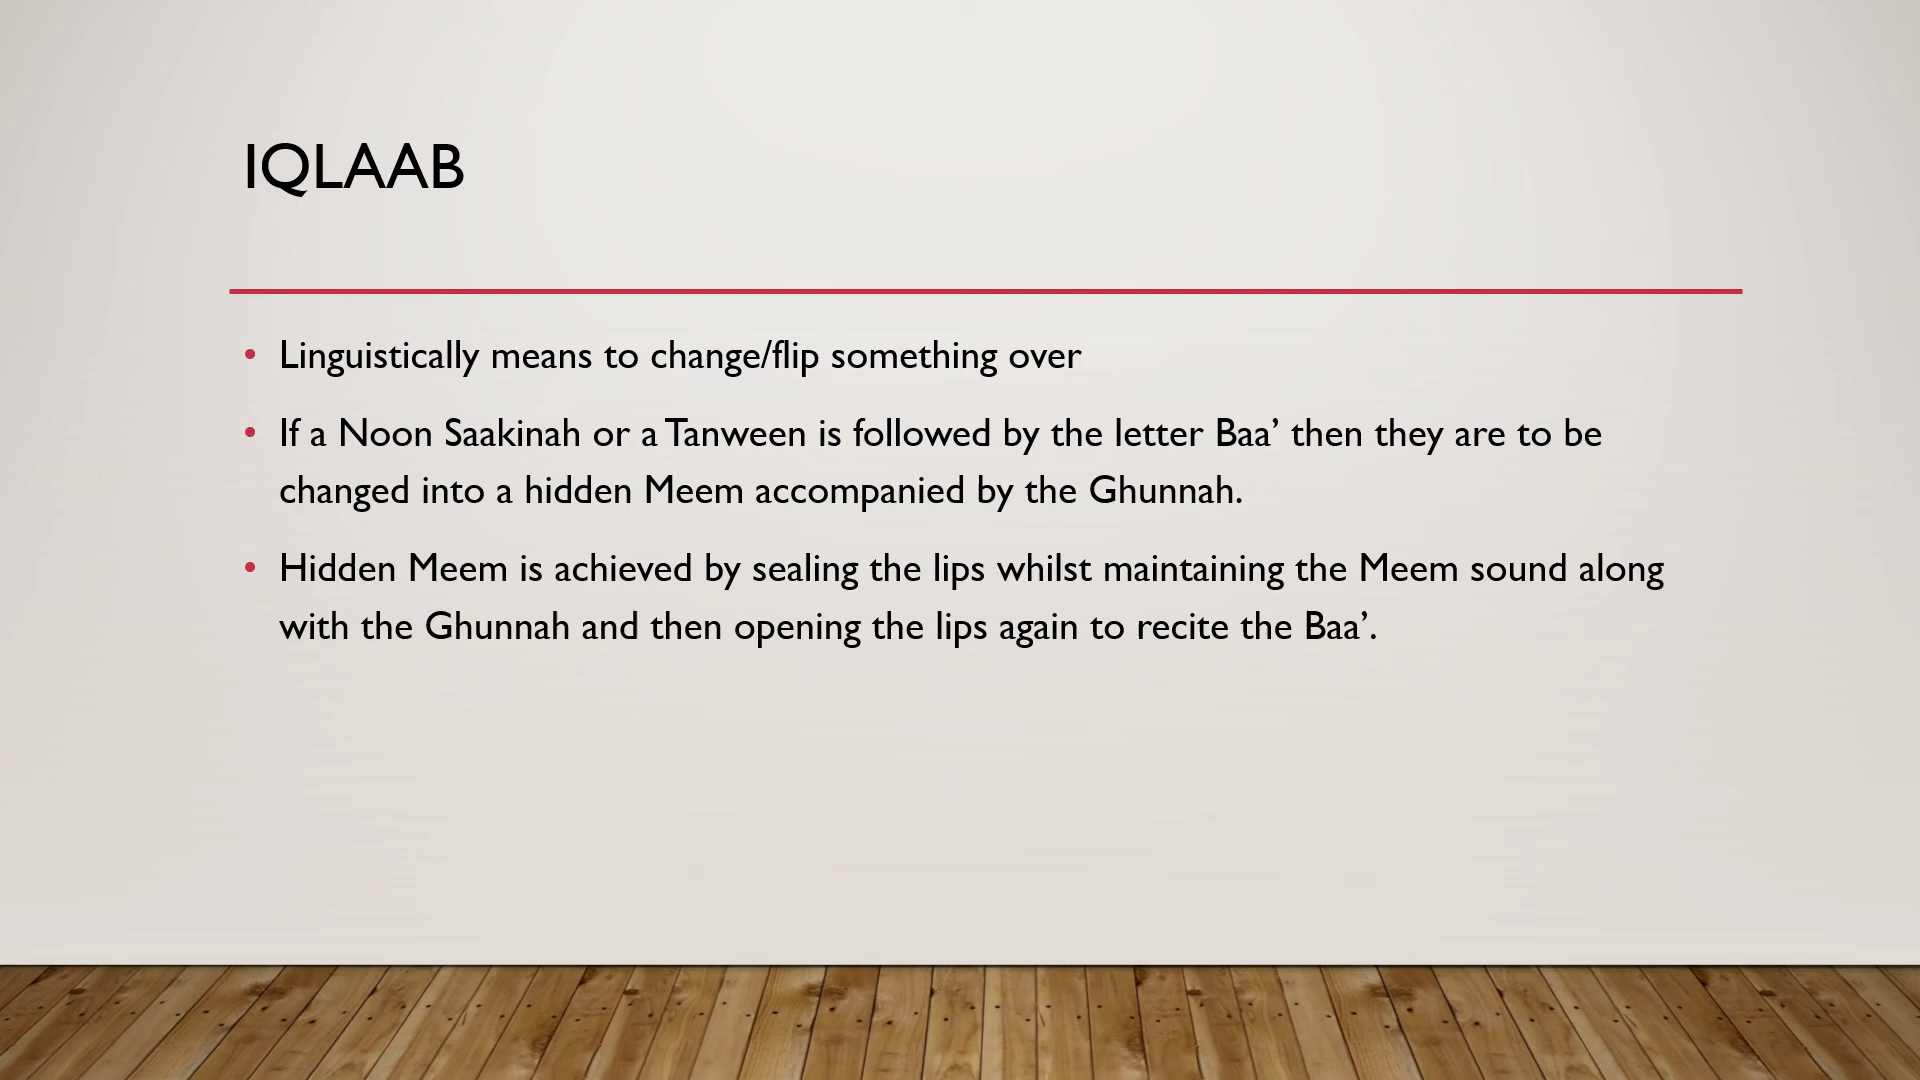 IQLAAB
• Linguistically means to change/flip something over
• If a Noon Saakinah or a Tanween is followed by the letter Baa’ then they are to be
changed into a hidden Meem accompanied by the Ghunnah.
• Hidden Meem is achieved by sealing the lips whilst maintaining the Meem sound along
with the Ghunnah and then opening the lips again to recite the Baa’.